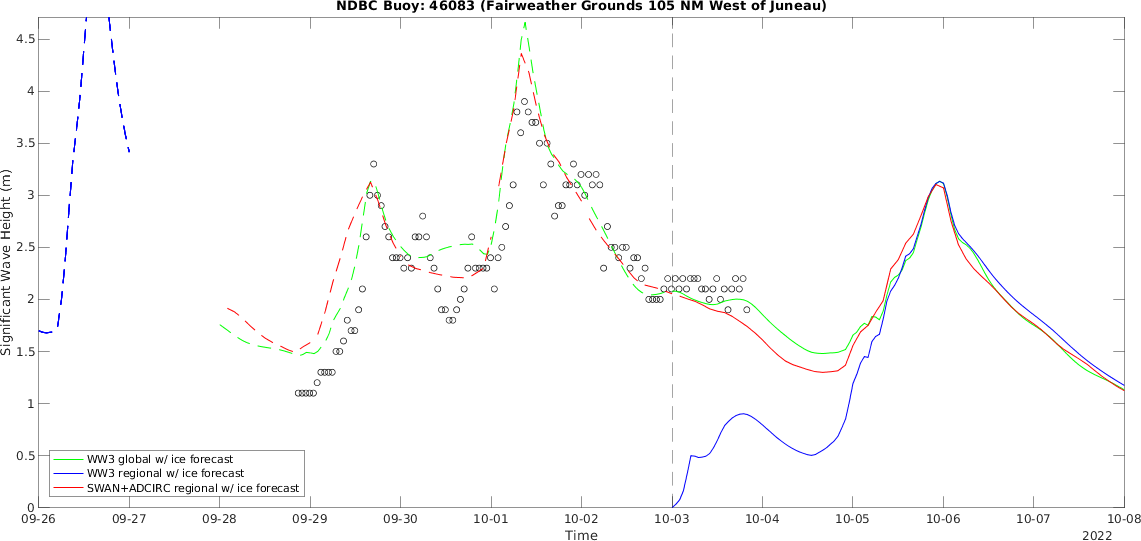 NDBC Buoy: 46083 (Fairweather Grounds 105 NM West of Juneau)
Significant Wave Height (m)
4.5
4
3.5
3
2.5
2
1.5
1
0.5
0
WW3 global w/ ice forecast
WW3 regional w/ ice forecast
SWAN+ADCIRC regional w/ ice forecast
09-26 09-27 09-28 09-29 09-30 10-01 10-02 10-03 10-04 10-05 10-06 10-07 10-08
Time
2022